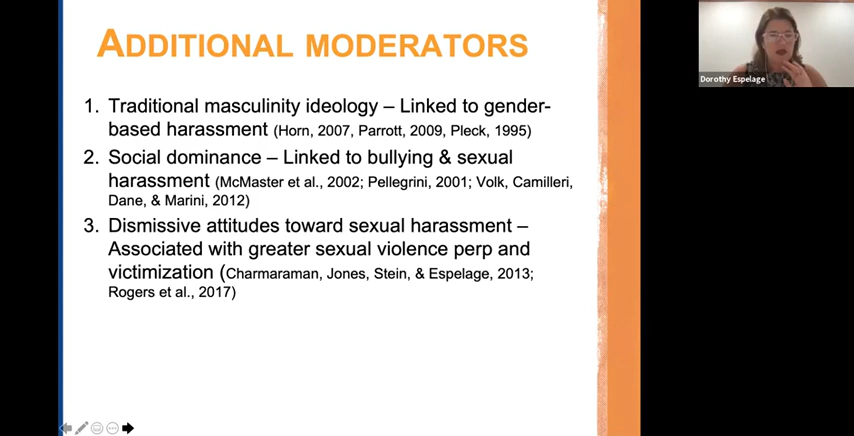 ADDITIONAL MODERATORS
Dorothy Espelage
1. Traditional masculinity ideology – Linked to gender-
based harassment (Horn, 2007, Parrott, 2009, Pleck, 1995)
2. Social dominance – Linked to bullying & sexual
harassment (McMaster et al., 2002; Pellegrini, 2001; Volk, Camilleri,
Dane, & Marini, 2012)
3. Dismissive attitudes toward sexual harassment –
Associated with greater sexual violence perp and
victimization (Charmaraman, Jones, Stein, & Espelage, 2013;
Rogers et al., 2017)